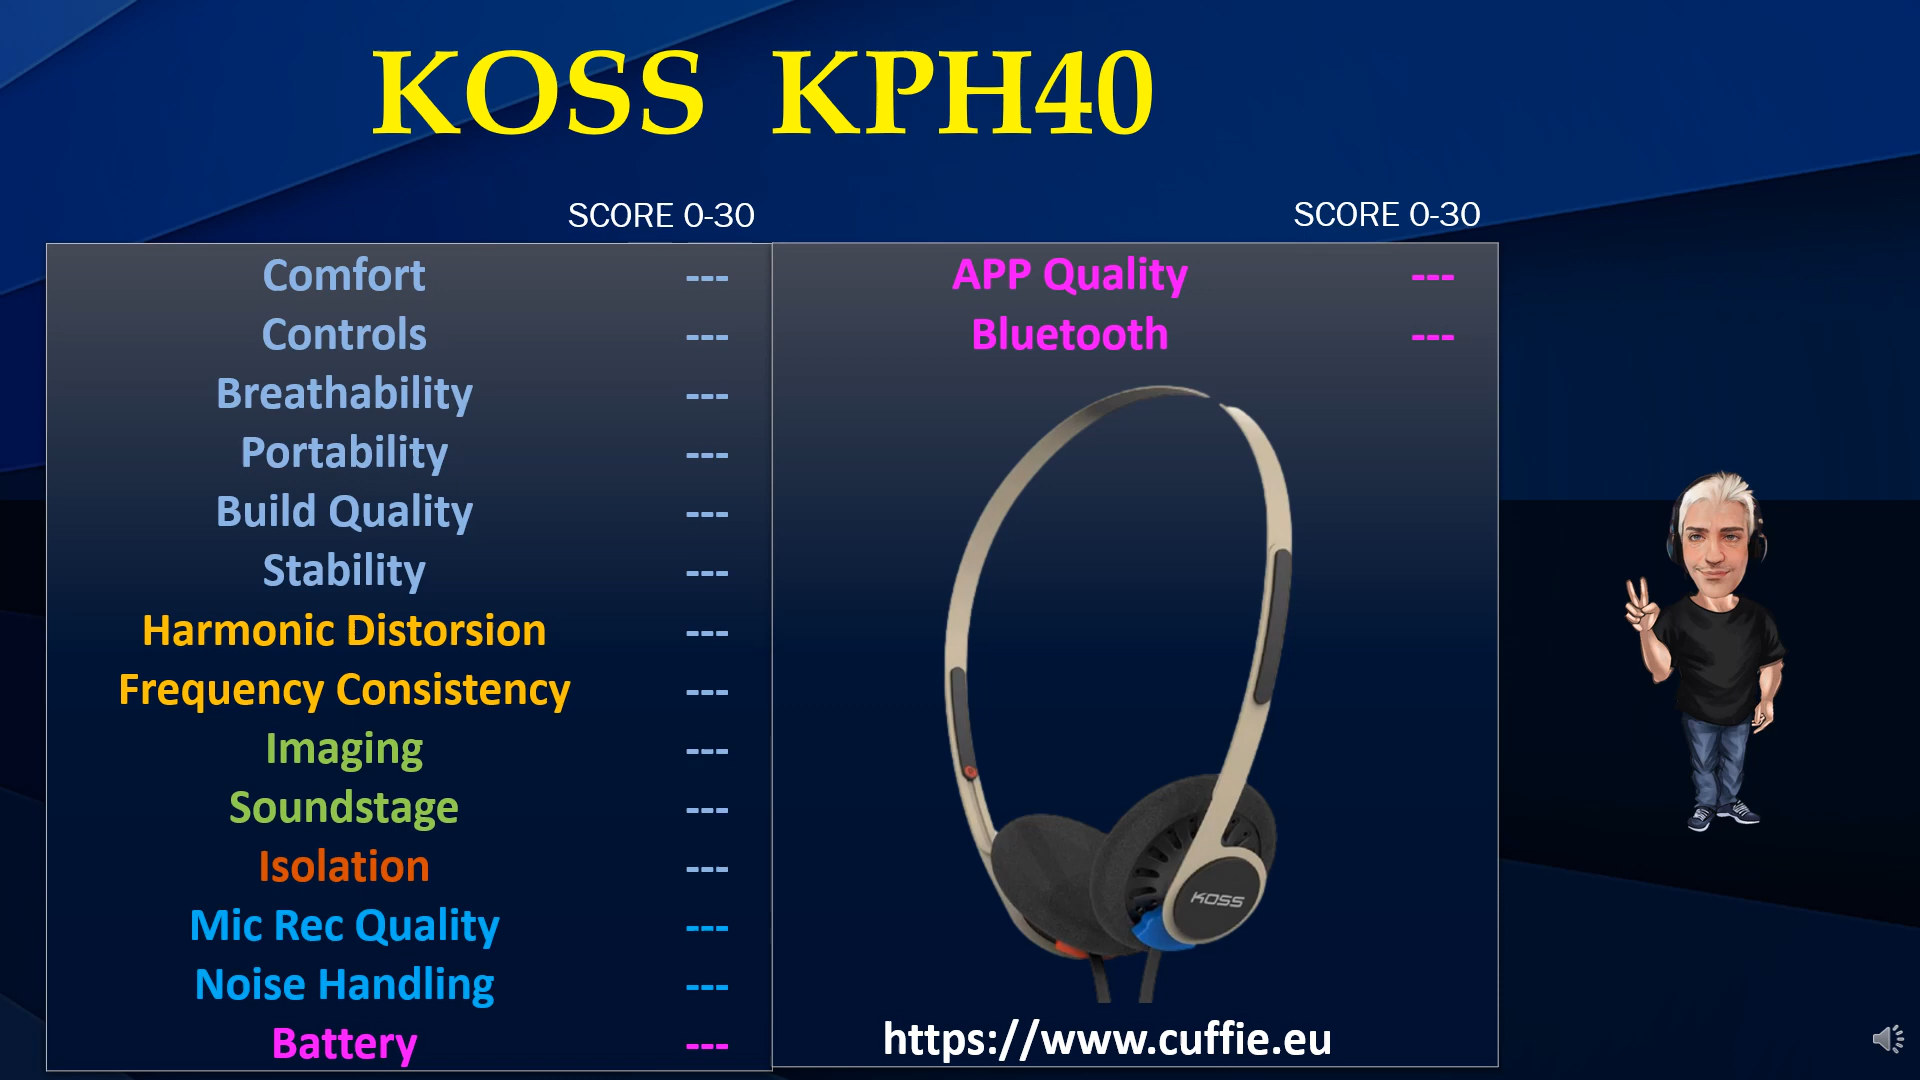 KOSS KPH40
SCORE 0-30
SCORE 0-30
Comfort ---
Controls ---
Breathability ---
Portability ---
Build Quality ---
Stability ---
Harmonic Distorsion ---
Frequency Consistency ---
Imaging ---
Soundstage ---
Isolation ---
Mic Rec Quality ---
Noise Handling ---
Battery ---
APP Quality ---
Bluetooth ---
KOSS
https://www.cuffie.eu